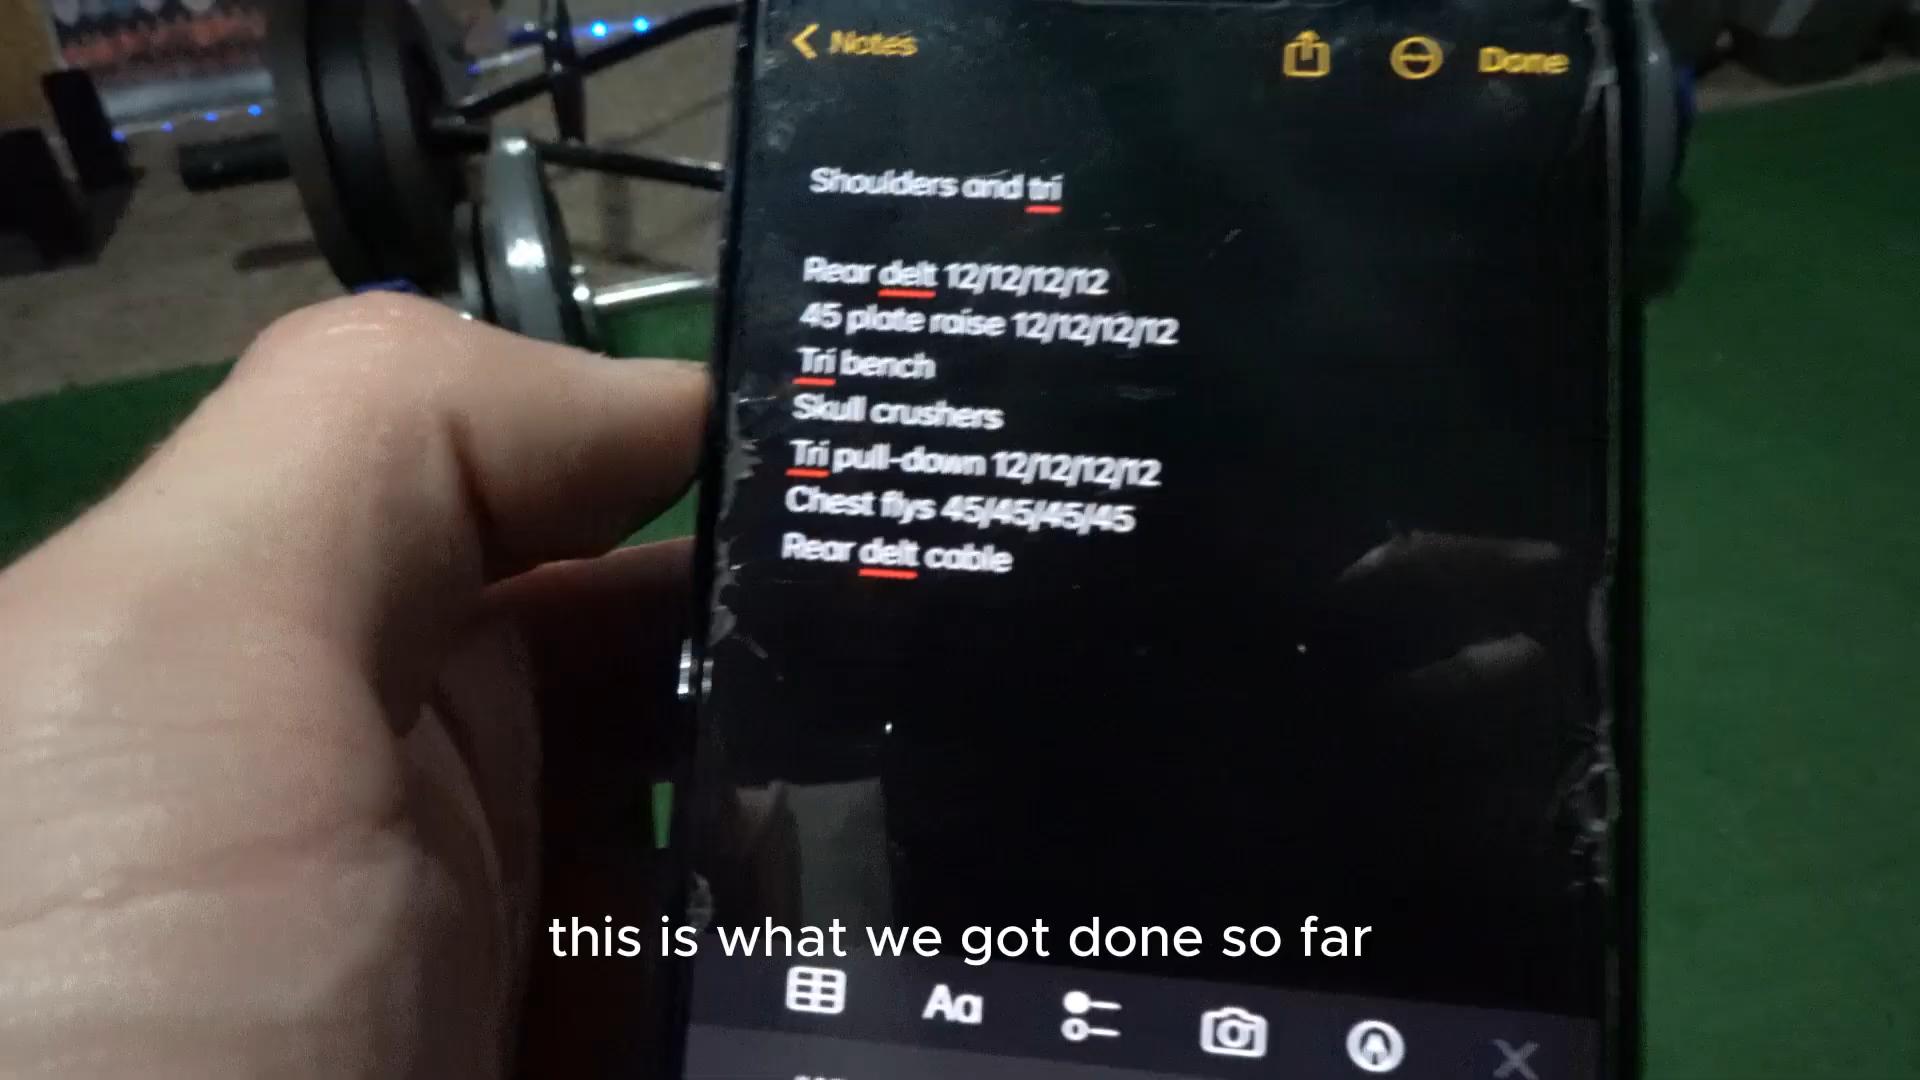 Notes
Done
Shoulders and tri
Rear delt 12/12/12/12
45 plate raise 12/12/12/12
Tri bench
Skull crushers
Tri pull-down 12/12/12/12
Chest flys 45/45/45/45
Rear delt cable
this is what we got done so far
Aa